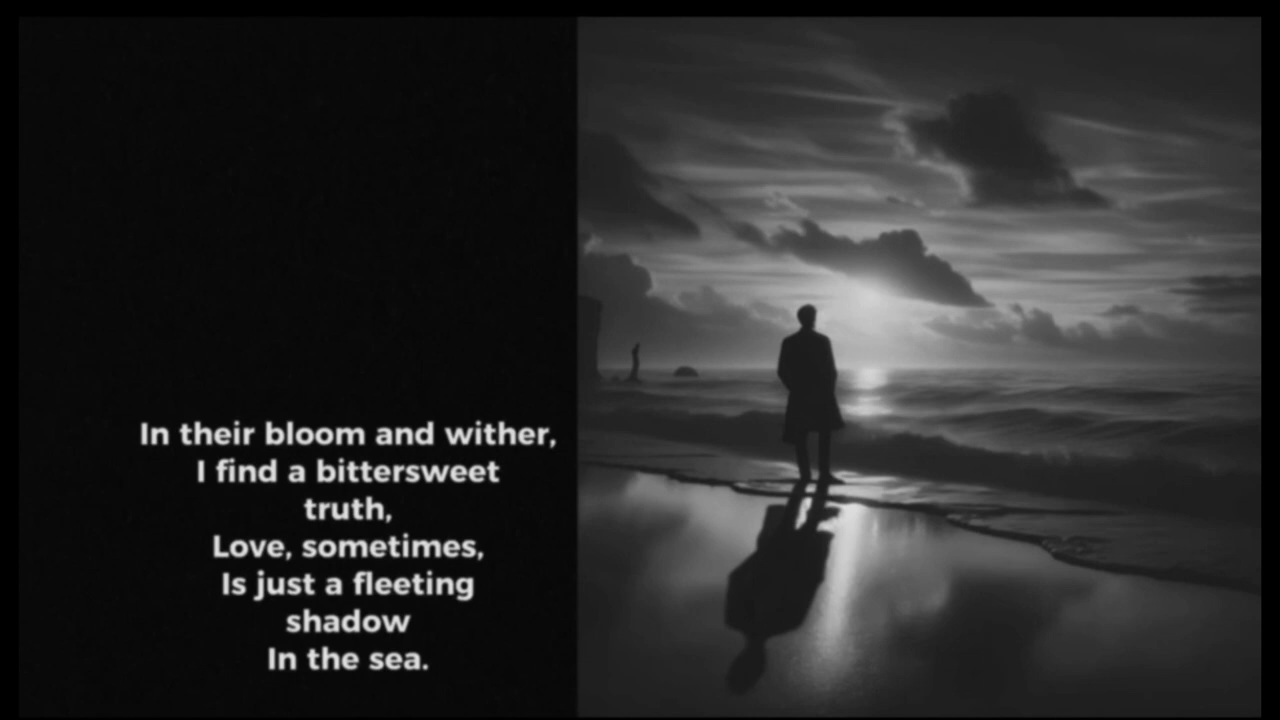 In their bloom and wither,
I find a bittersweet
truth,
Love, sometimes,
Is just a fleeting
shadow
In the sea.